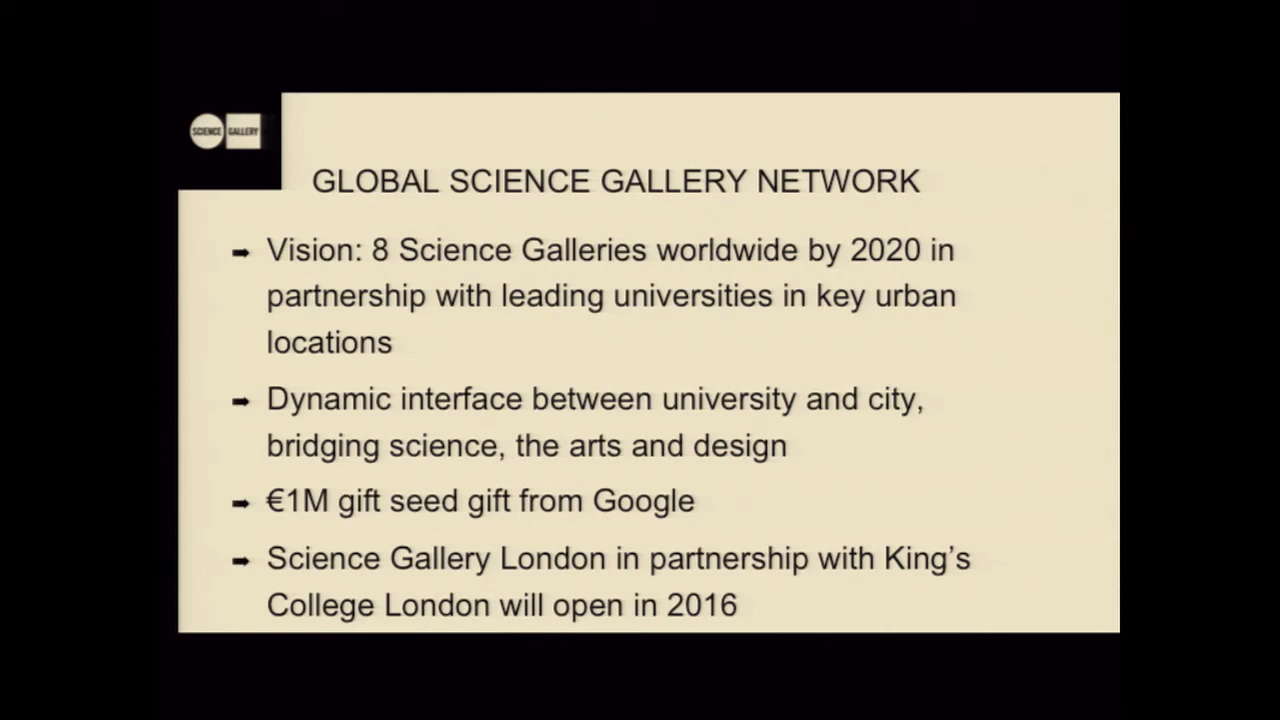 SCIENCE GALLERY
GLOBAL SCIENCE GALLERY NETWORK
➡ Vision: 8 Science Galleries worldwide by 2020 in
partnership with leading universities in key urban
locations
➡ Dynamic interface between university and city,
bridging science, the arts and design
➡ €1M gift seed gift from Google
➡ Science Gallery London in partnership with King’s
College London will open in 2016